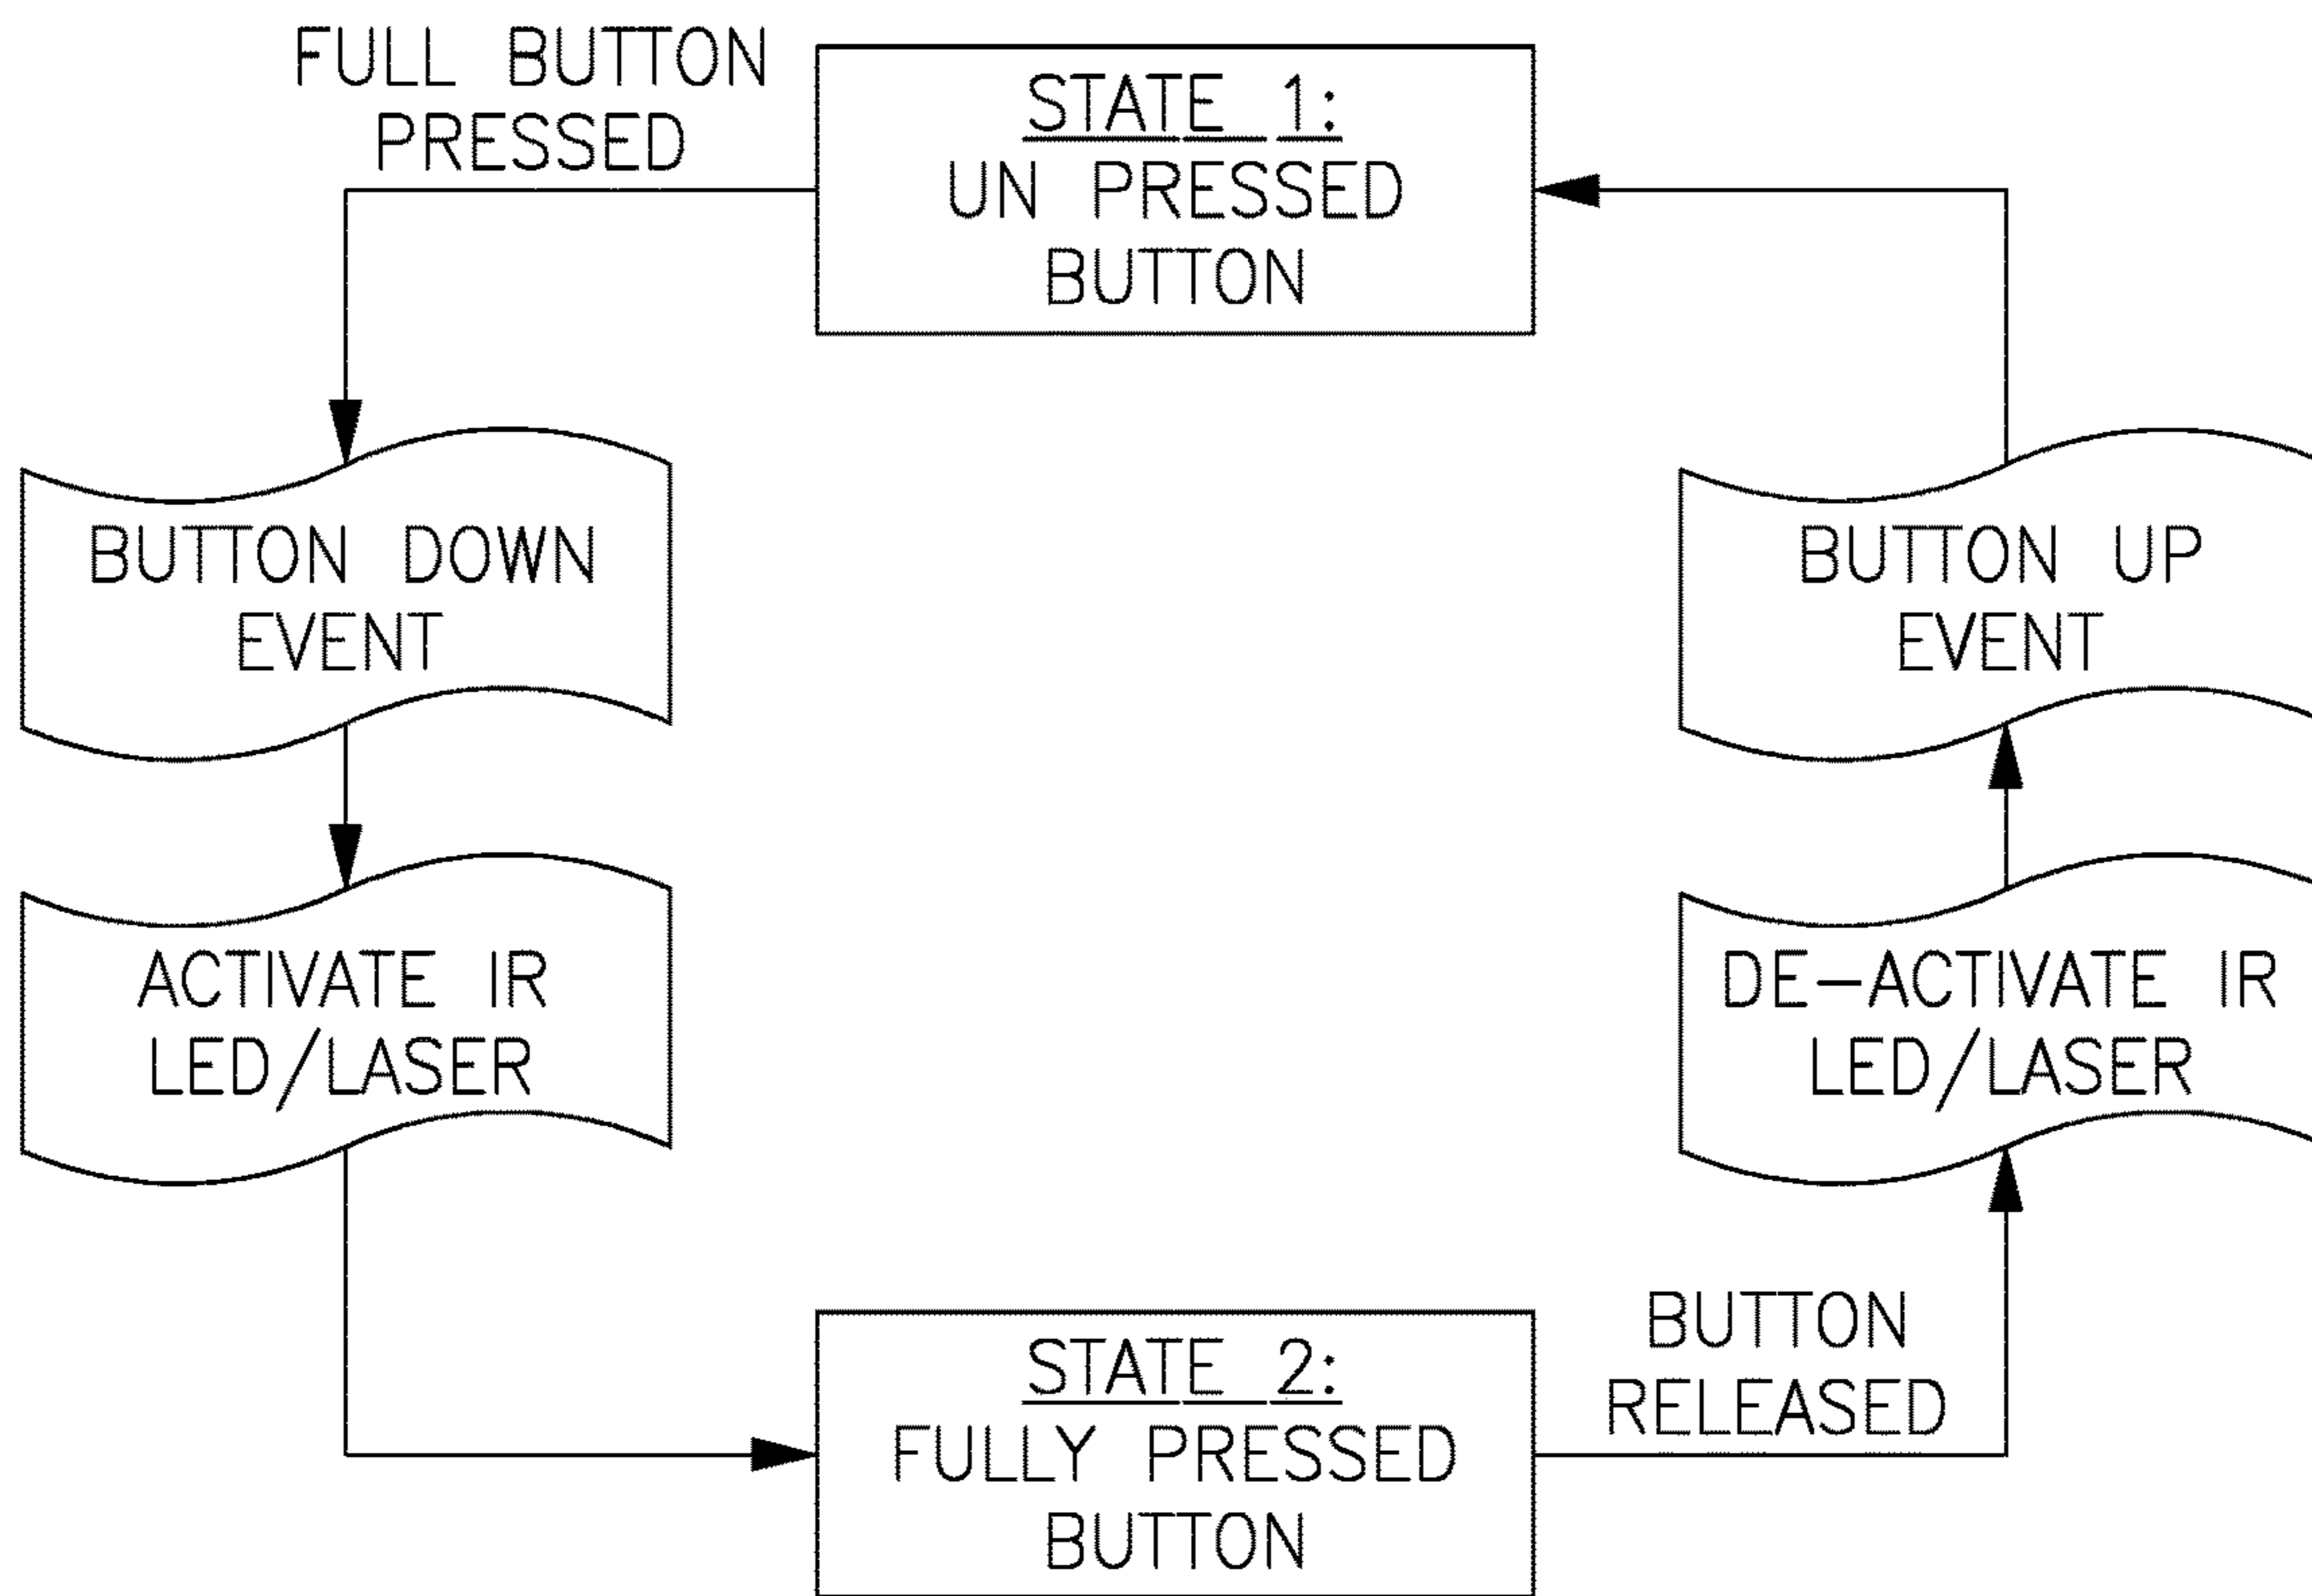 FULL BUTTON
PRESSED
STATE 1:
UN PRESSED
BUTTON
BUTTON DOWN
EVENT
BUTTON UP
EVENT
ACTIVATE IR
LED/LASER
DE-ACTIVATE IR
LED/LASER
STATE 2:
FULLY PRESSED
BUTTON
BUTTON
RELEASED